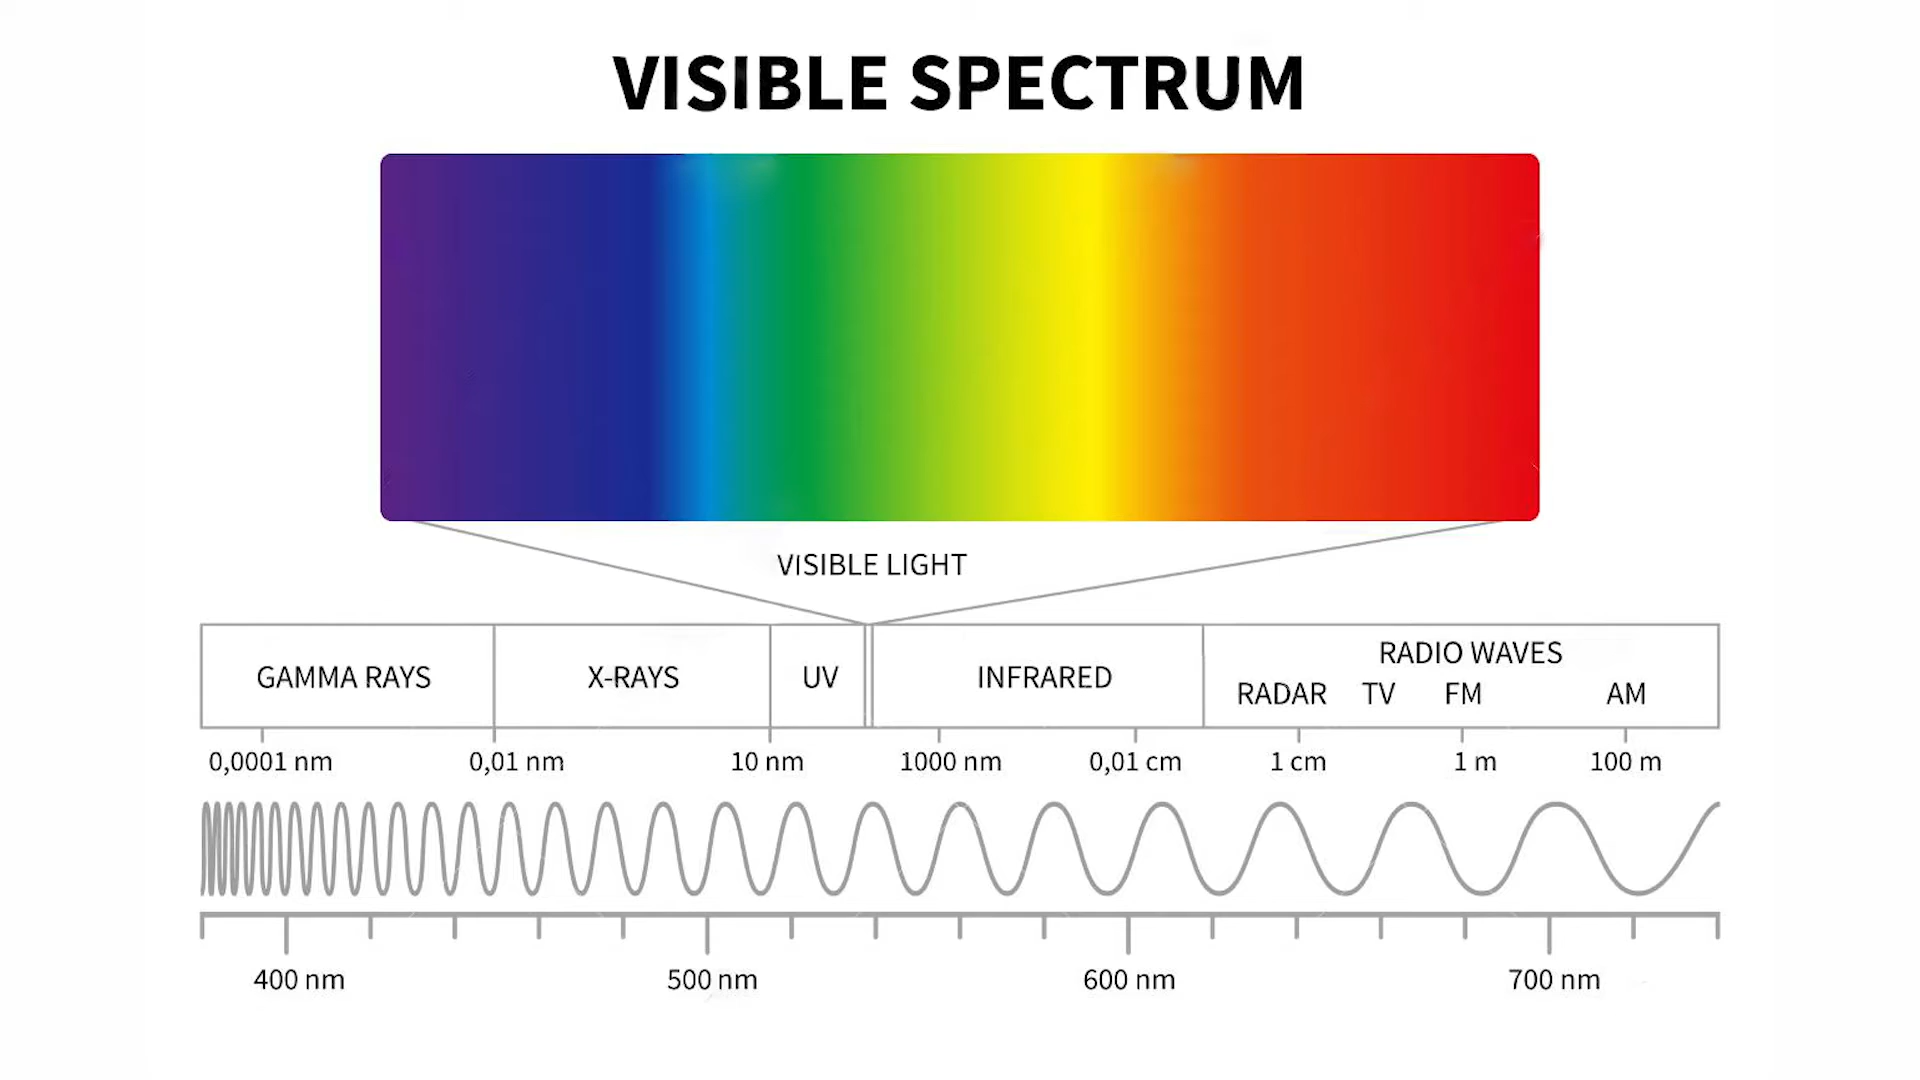 VISIBLE SPECTRUM
VISIBLE LIGHT
GAMMA RAYS X-RAYS UV INFRARED RADIO WAVES
RADAR TV FM AM
0,0001 nm 0,01 nm 10 nm 1000 nm 0,01 cm 1 cm 1 m 100 m
400 nm 500 nm 600 nm 700 nm